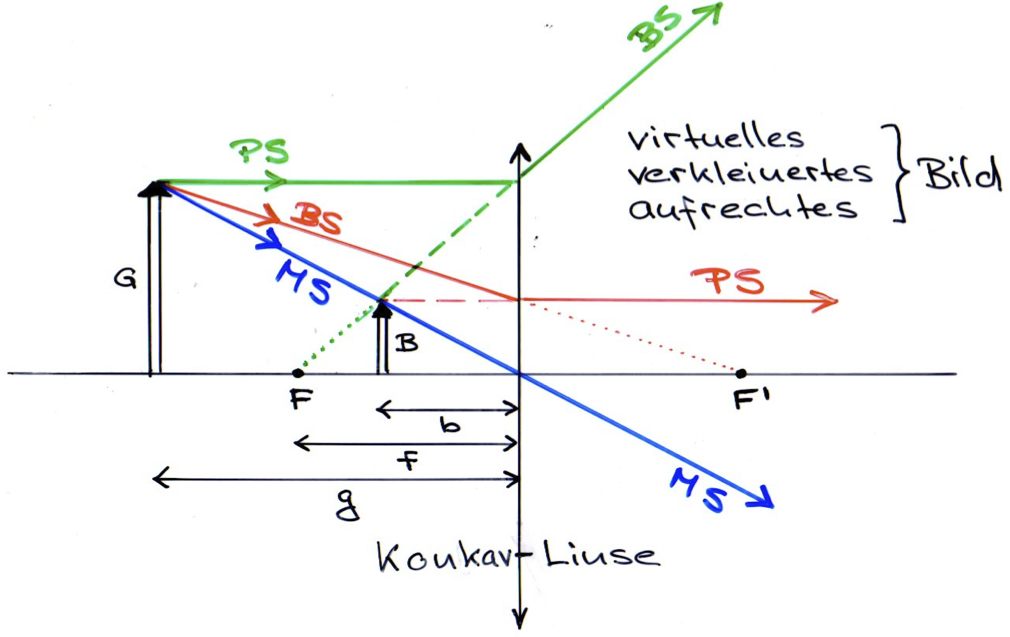 BS
PS
virtuelles
verkleinertes
aufrechtes
Bild
BS
G
MS
PS
B
F
F'
b
f
g
MS
Konkav-Linse